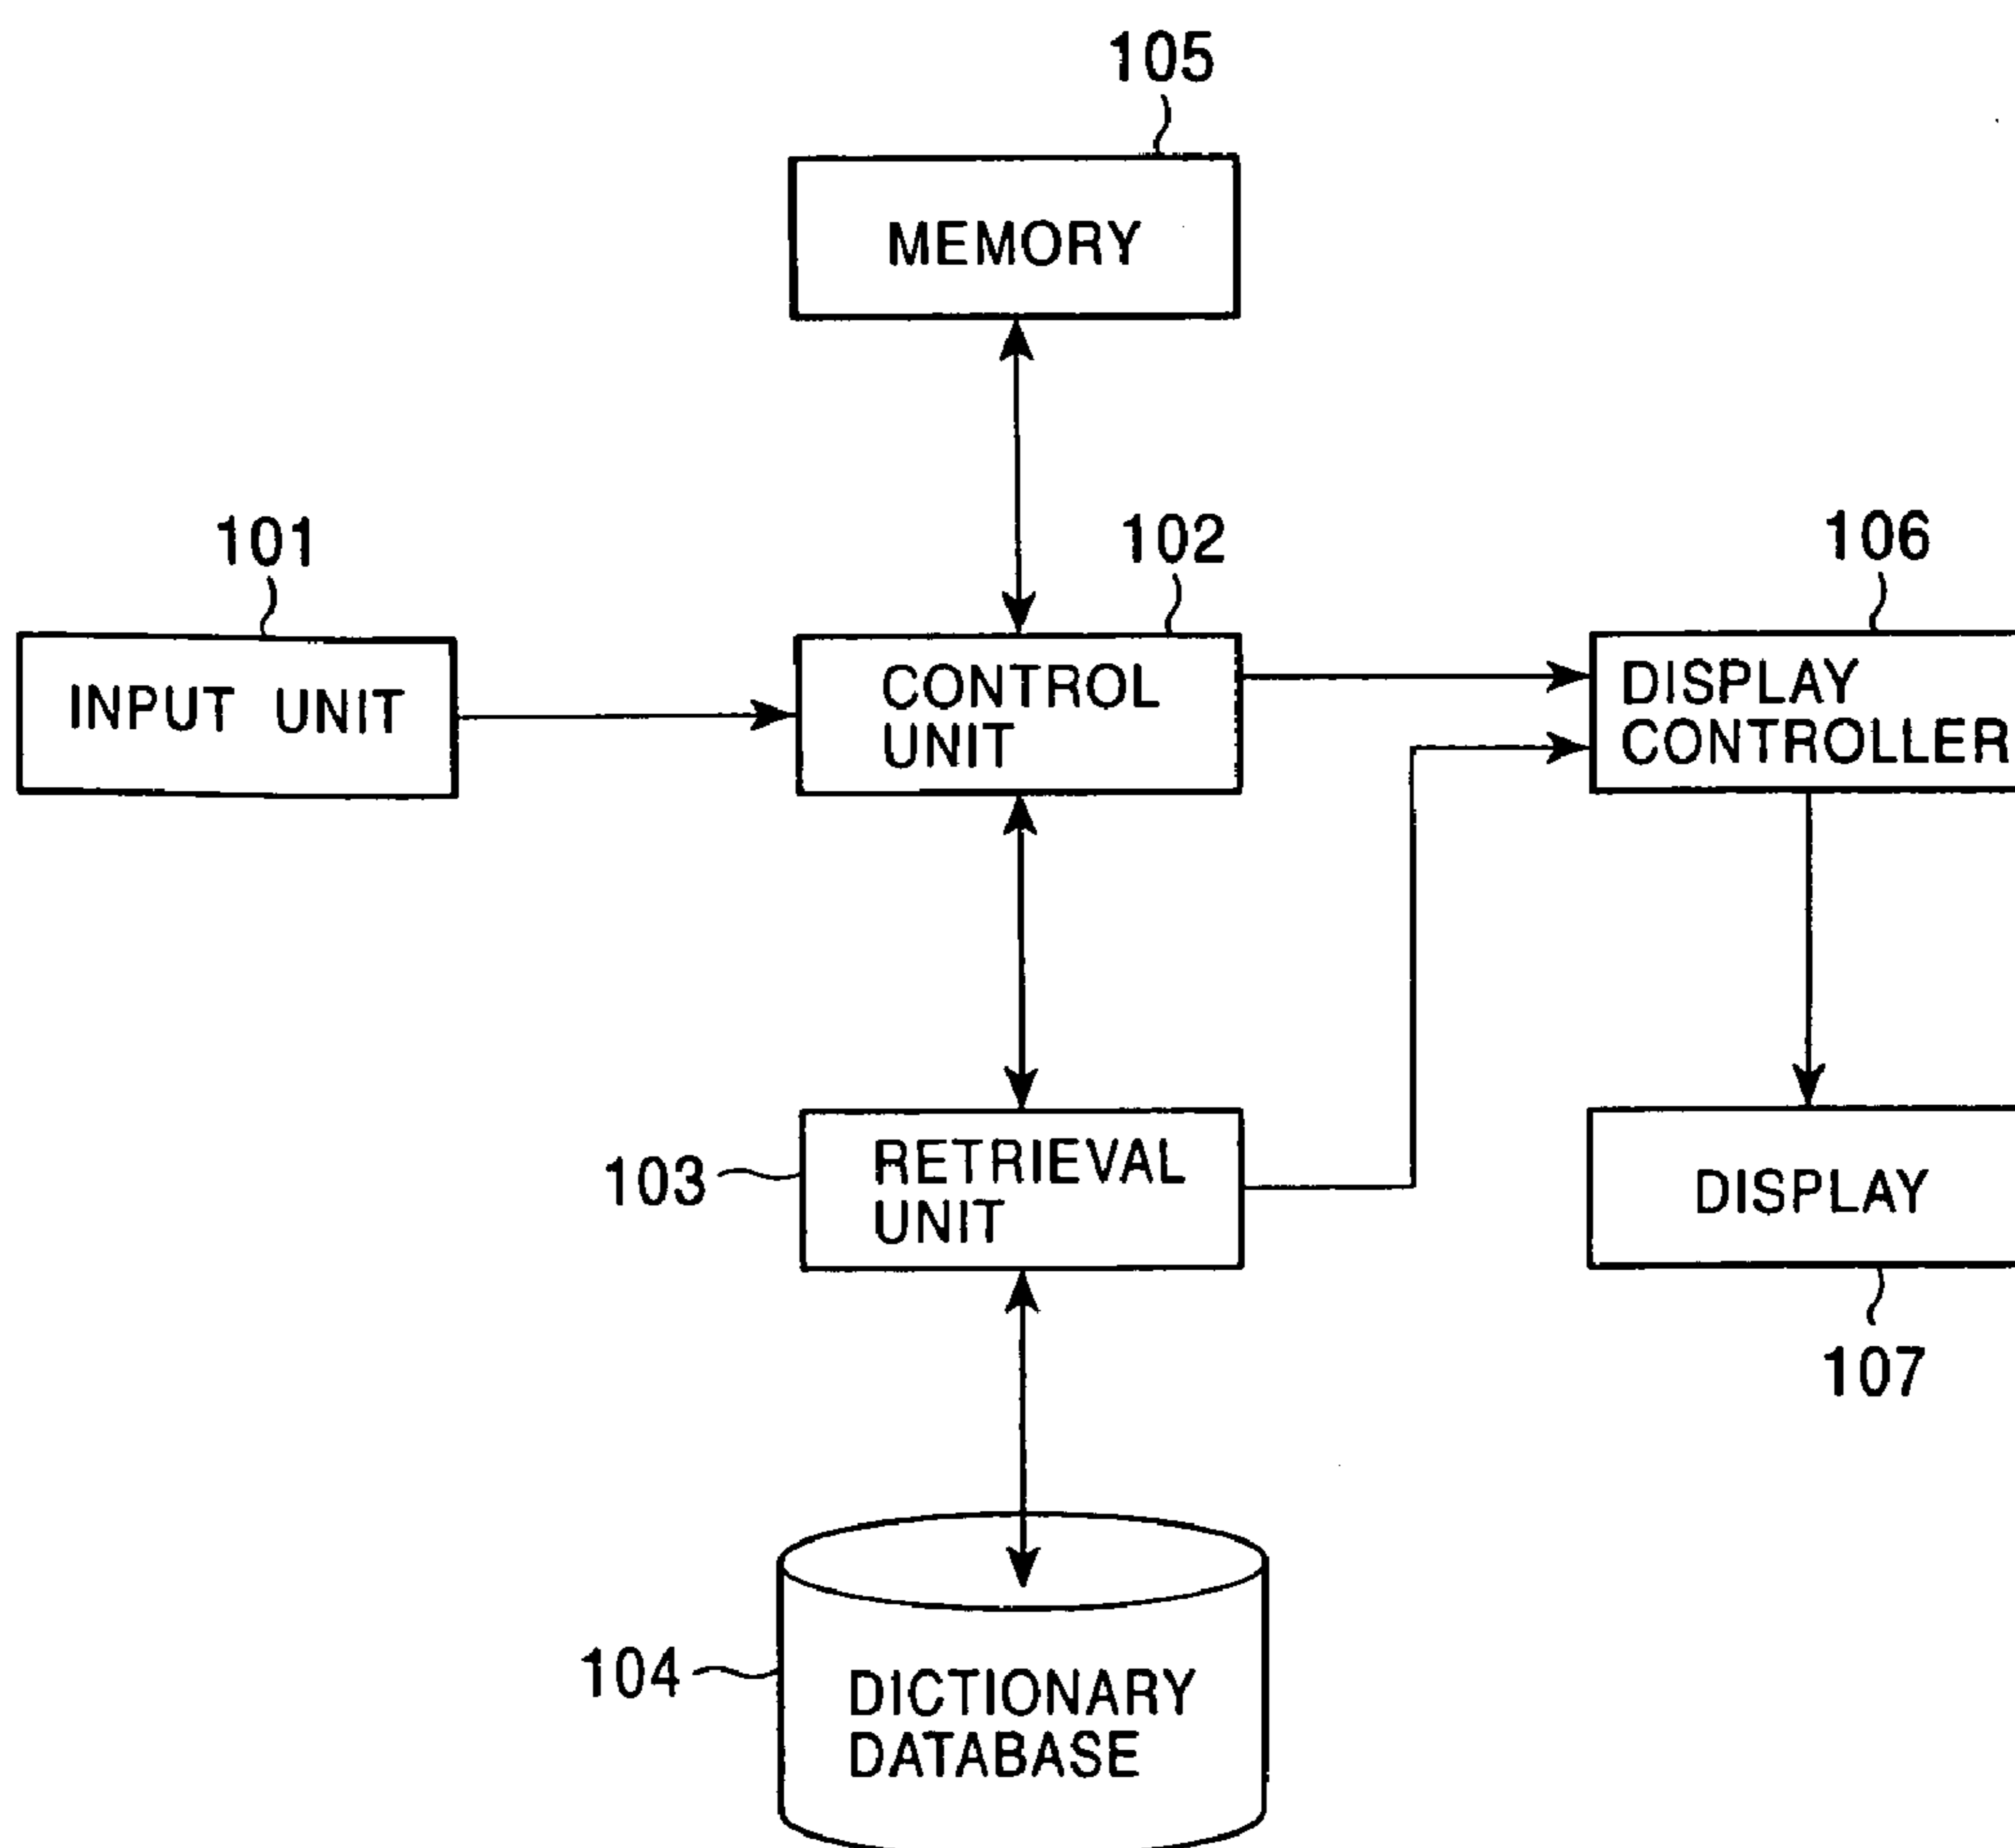 105
MEMORY
101
102
106
INPUT UNIT
CONTROL
UNIT
DISPLAY
CONTROLLER
103
RETRIEVAL
UNIT
DISPLAY
107
104
DICTIONARY
DATABASE